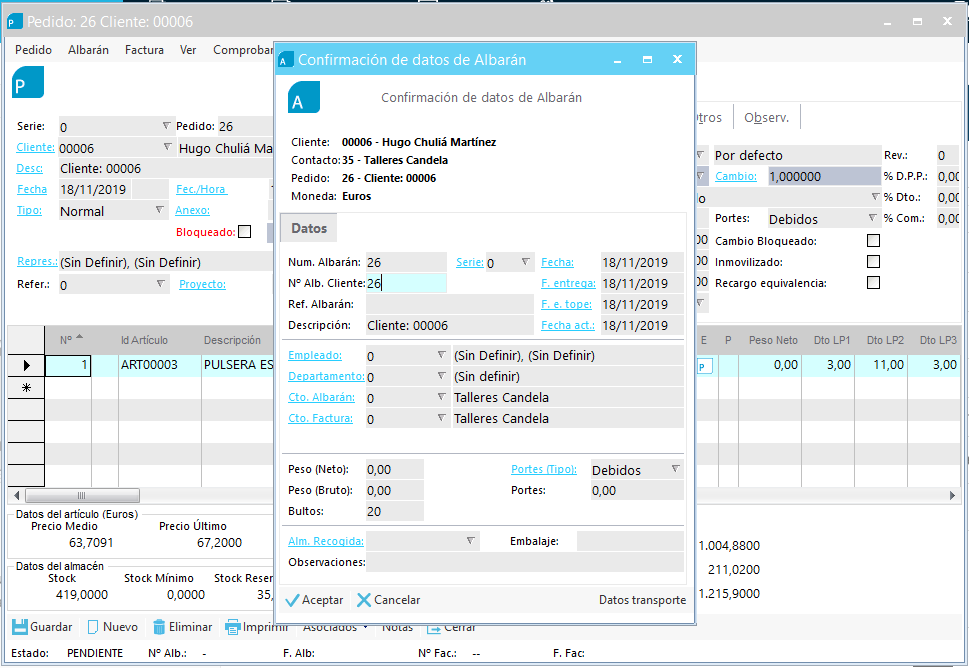 P Pedido: 26 Cliente: 00006
Pedido Albarán Factura Ver Comprobar
P
Serie: 0 Pedido: 26
Cliente: 00006 Hugo Chuliá Ma
Desc: Cliente: 00006
Fecha 18/11/2019 Fec./Hora
Tipo: Normal Anexo:
Bloqueado:
Repres.: (Sin Definir), (Sin Definir)
Refer.: 0 Proyecto:
tros Observ.
Por defecto Rev.: 0
Cambio: 1,000000 % D.P.P.: 0,00
o % Dto.: 0,00
Portes: Debidos % Com.: 0,00
00 Cambio Bloqueado:
00 Inmovilizado:
00 Recargo equivalencia:
Nº Id Artículo Descripción E P Peso Neto Dto LP1 Dto LP2 Dto LP3
1 ART00003 PULSERA ES P 0,00 3,00 11,00 3,00
Datos del artículo (Euros)
Precio Medio Precio Último
63,7091 67,2000
Datos del almacén
Stock Stock Mínimo Stock Reser
419,0000 0,0000 35,
1.004,8800
211,0200
1.215,9000
Guardar Nuevo Eliminar Imprimir Asociados Notas Cerrar
Estado: PENDIENTE Nº Alb.: - F. Alb: Nº Fac.: -- F. Fac:
A Confirmación de datos de Albarán
A Confirmación de datos de Albarán
Cliente: 00006 - Hugo Chuliá Martínez
Contacto: 35 - Talleres Candela
Pedido: 26 - Cliente: 00006
Moneda: Euros
Datos
Num. Albarán: 26 Serie: 0 Fecha: 18/11/2019
Nº Alb. Cliente: 26 F. entrega: 18/11/2019
Ref. Albarán: F. e. tope: 18/11/2019
Descripción: Cliente: 00006 Fecha act.: 18/11/2019
Empleado: 0 (Sin Definir), (Sin Definir)
Departamento: 0 (Sin definir)
Cto. Albarán: 0 Talleres Candela
Cto. Factura: 0 Talleres Candela
Peso (Neto): 0,00 Portes (Tipo): Debidos
Peso (Bruto): 0,00 Portes: 0,00
Bultos: 20
Alm. Recogida: Embalaje:
Observaciones:
Aceptar Cancelar Datos transporte